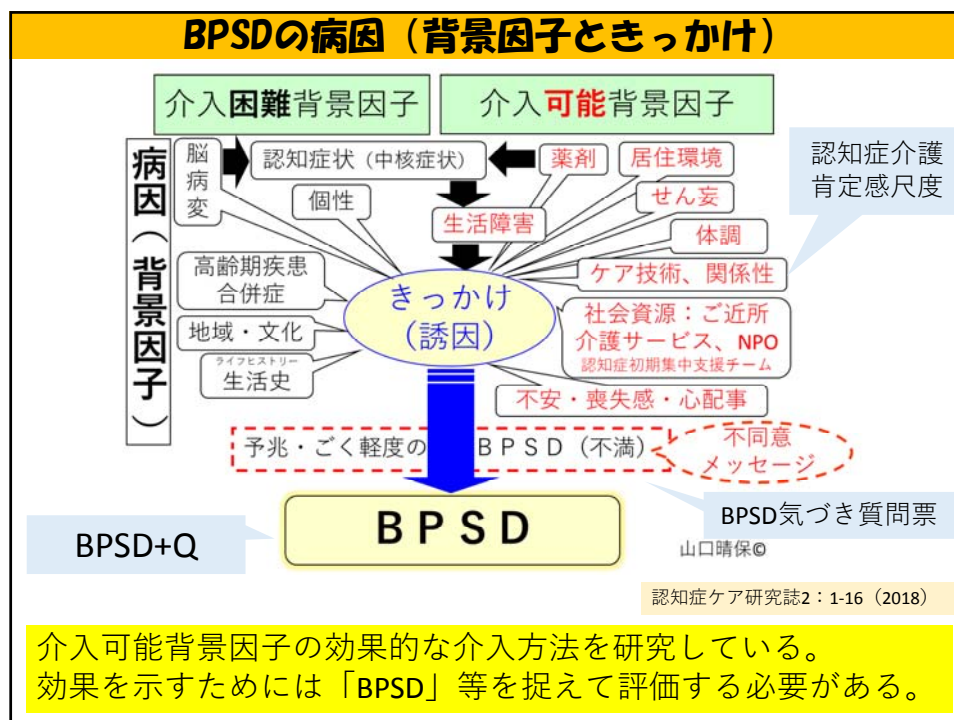 BPSDの病因（背景因子ときっかけ）
介入困難背景因子
介入可能背景因子
病因（背景因子）
脳病変
認知症状（中核症状）
薬剤
居住環境
個性
せん妄
生活障害
体調
高齢期疾患
合併症
ケア技術、関係性
きっかけ
（誘因）
地域・文化
社会資源：ご近所
介護サービス、NPO
認知症初期集中支援チーム
ライフヒストリー
生活史
不安・喪失感・心配事
認知症介護
肯定感尺度
予兆・ごく軽度の BPSD（不満）
不同意
メッセージ
BPSD気づき質問票
BPSD+Q
BPSD
山口晴保©
認知症ケア研究誌2：1-16（2018）
介入可能背景因子の効果的な介入方法を研究している。
効果を示すためには「BPSD」等を捉えて評価する必要がある。